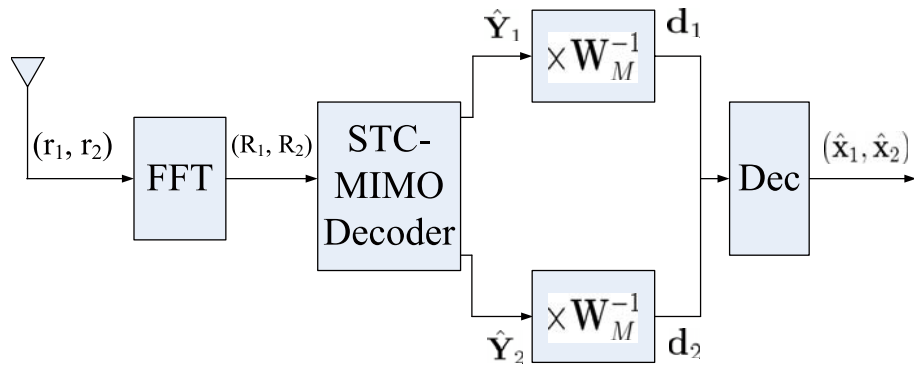 (r₁, r₂)
FFT
(R₁, R₂)
STC-
MIMO
Decoder
Ŷ₁
×W_M^{-1}
d₁
Ŷ₂
×W_M^{-1}
d₂
Dec
(x̂₁, x̂₂)